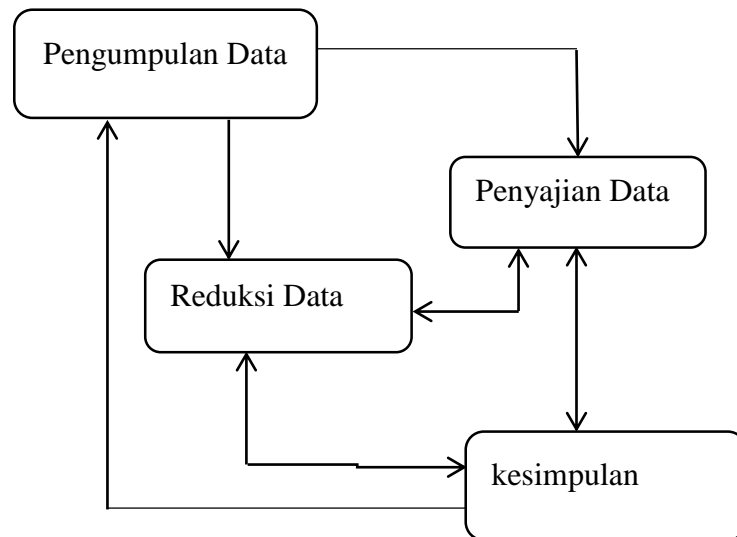 Pengumpulan Data
Penyajian Data
Reduksi Data
kesimpulan